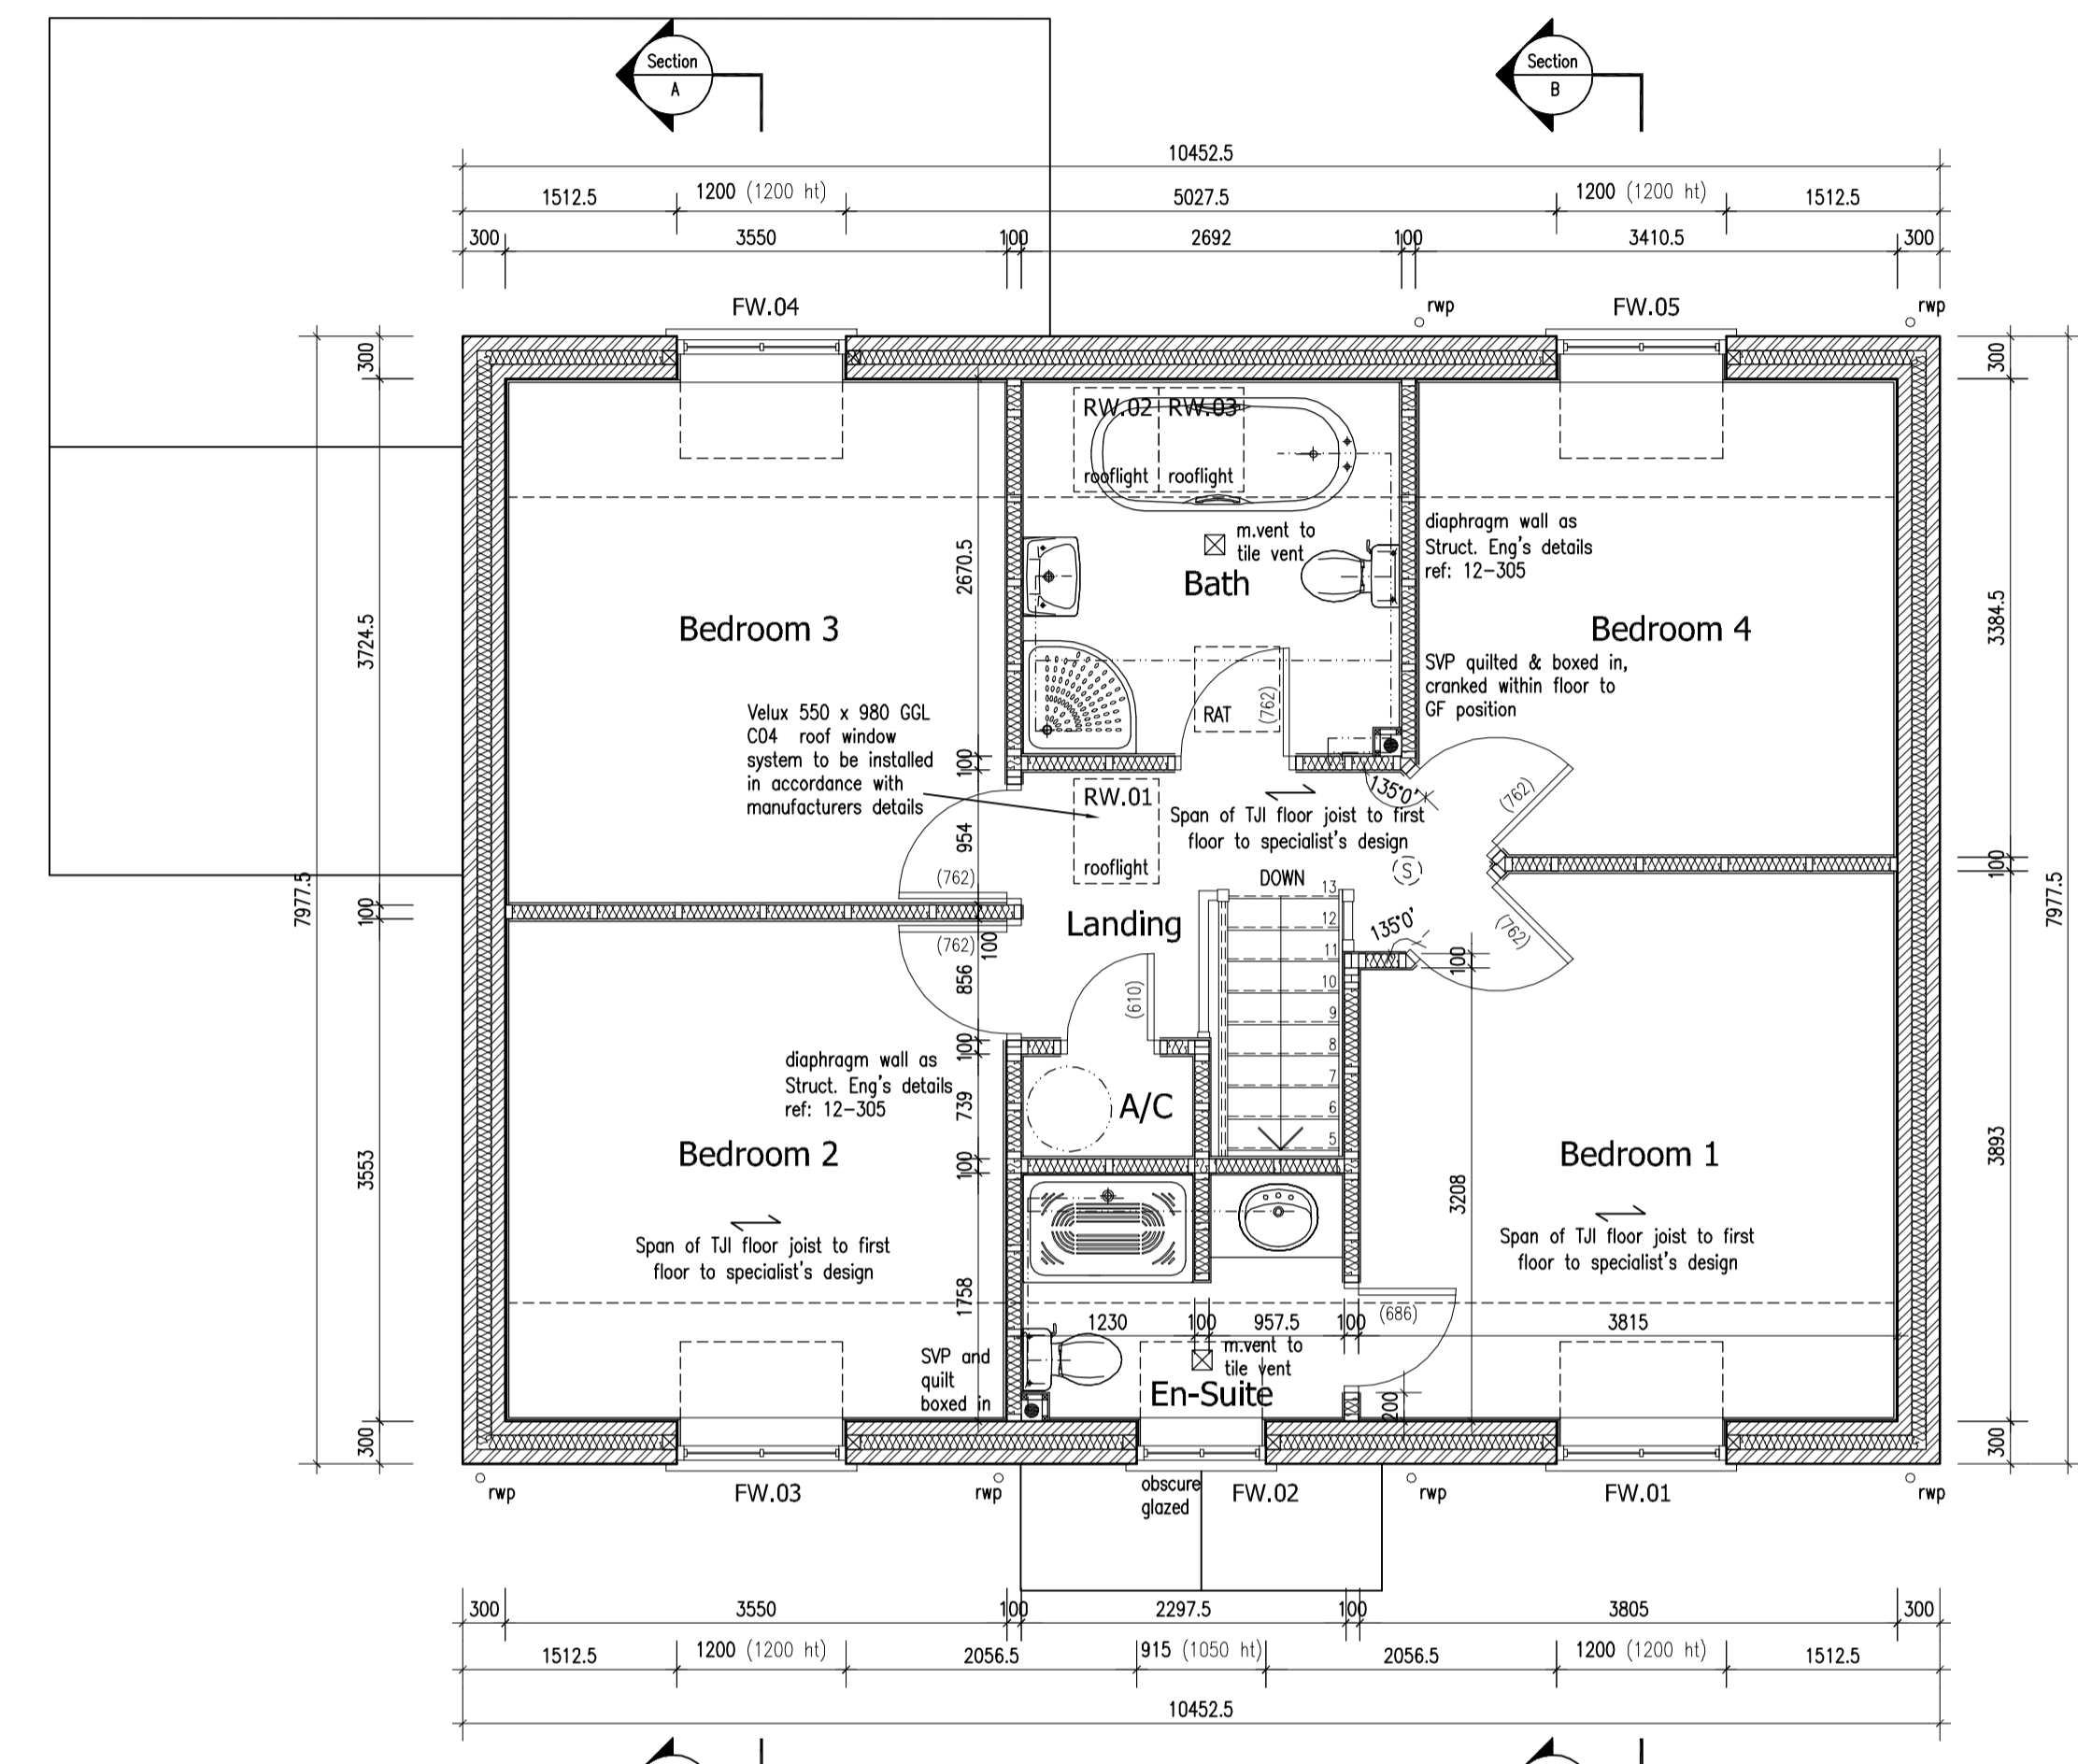 Section
A
Section
B
10452.5
1512.5
1200 (1200 ht)
5027.5
1200 (1200 ht)
1512.5
300
3550
100
2692
100
3410.5
300
FW.04
rwp
FW.05
rwp
300
300
RW.02
RW.03
rooflight
rooflight
m.vent to
tile vent
diaphragm wall as
Struct. Eng's details
ref: 12-305
2670.5
Bath
Bedroom 3
Bedroom 4
3724.5
3384.5
SVP quilted & boxed in,
cranked within floor to
GF position
RAT
(762)
Velux 550 x 980 GGL
C04 roof window
system to be installed
in accordance with
manufacturers details
100
RW.01
rooflight
135°0'
(762)
Span of TJI floor joist to first
floor to specialist's design
954
(762)
S
DOWN
100
7977.5
7977.5
100
13
12
11
10
9
8
7
6
5
Landing
135°0'
(762)
(762)
100
100
856
(610)
100
diaphragm wall as
Struct. Eng's details
ref: 12-305
739
A/C
Bedroom 2
Bedroom 1
3553
3893
100
3208
Span of TJI floor joist to first
floor to specialist's design
Span of TJI floor joist to first
floor to specialist's design
1758
1230
100
957.5
100
(686)
3815
m.vent to
tile vent
SVP and
quilt
boxed in
En-Suite
200
300
300
rwp
FW.03
rwp
obscure
glazed
FW.02
rwp
FW.01
rwp
300
3550
100
2297.5
100
3805
300
1512.5
1200 (1200 ht)
2056.5
915 (1050 ht)
2056.5
1200 (1200 ht)
1512.5
10452.5